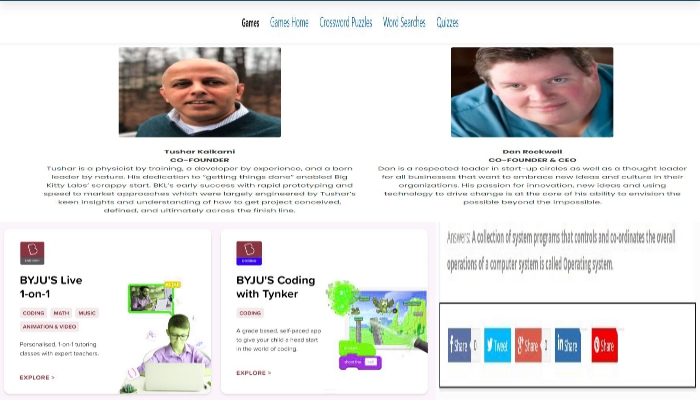 Games Games Home Crossword Puzzles Word Searches Quizzes
Tushar Kalkarni
CO-FOUNDER
Tushar is a physicist by training, a developer by experience, and a born
leader by nature. His dedication to "getting things done" enabled Big
Kitty Labs' scrappy start. BKL's early success with rapid prototyping and
speed to market approaches which were largely engineered by Tushar's
keen insights and understanding of how to get project conceived,
defined, and ultimately across the finish line.
Dan Rockwell
CO-FOUNDER & CEO
Dan is a respected leader in start-up circles as well as a thought leader
for all businesses that want to embrace new ideas and culture in their
organizations. His passion for innovation, new ideas and using
technology to drive change is at the core of his ability to envision the
possible beyond the impossible.
BYJU'S Live
1-on-1
CODING MATH MUSIC
ANIMATION & VIDEO
Personalised, 1-on-1 tutoring
classes with expert teachers.
EXPLORE >
BYJU'S Coding
with Tynker
CODING
A grade based, self-paced app
to give your child a head start
in the world of coding.
EXPLORE >
Answers: A collection of system programs that controls and co-ordinates the overall
operations of a computer system is called Operating system.
f Share 0 Tweet g+ Share 0 in Share Share